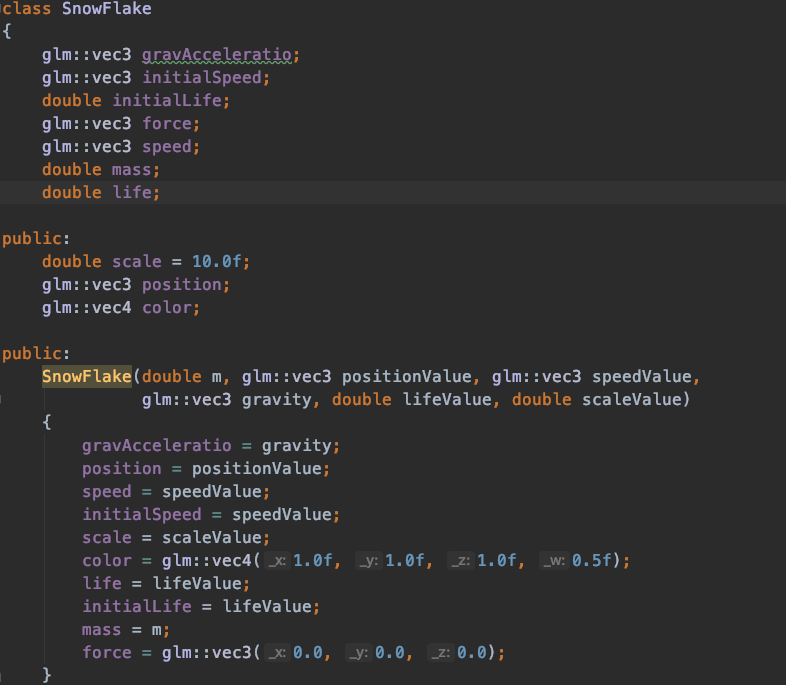 class SnowFlake
{
    glm::vec3 gravAcceleratio;
    glm::vec3 initialSpeed;
    double initialLife;
    glm::vec3 force;
    glm::vec3 speed;
    double mass;
    double life;

public:
    double scale = 10.0f;
    glm::vec3 position;
    glm::vec4 color;

public:
    SnowFlake(double m, glm::vec3 positionValue, glm::vec3 speedValue,
              glm::vec3 gravity, double lifeValue, double scaleValue)
    {
        gravAcceleratio = gravity;
        position = positionValue;
        speed = speedValue;
        initialSpeed = speedValue;
        scale = scaleValue;
        color = glm::vec4( _x: 1.0f, _y: 1.0f, _z: 1.0f, _w: 0.5f);
        life = lifeValue;
        initialLife = lifeValue;
        mass = m;
        force = glm::vec3( _x: 0.0, _y: 0.0, _z: 0.0);
    }